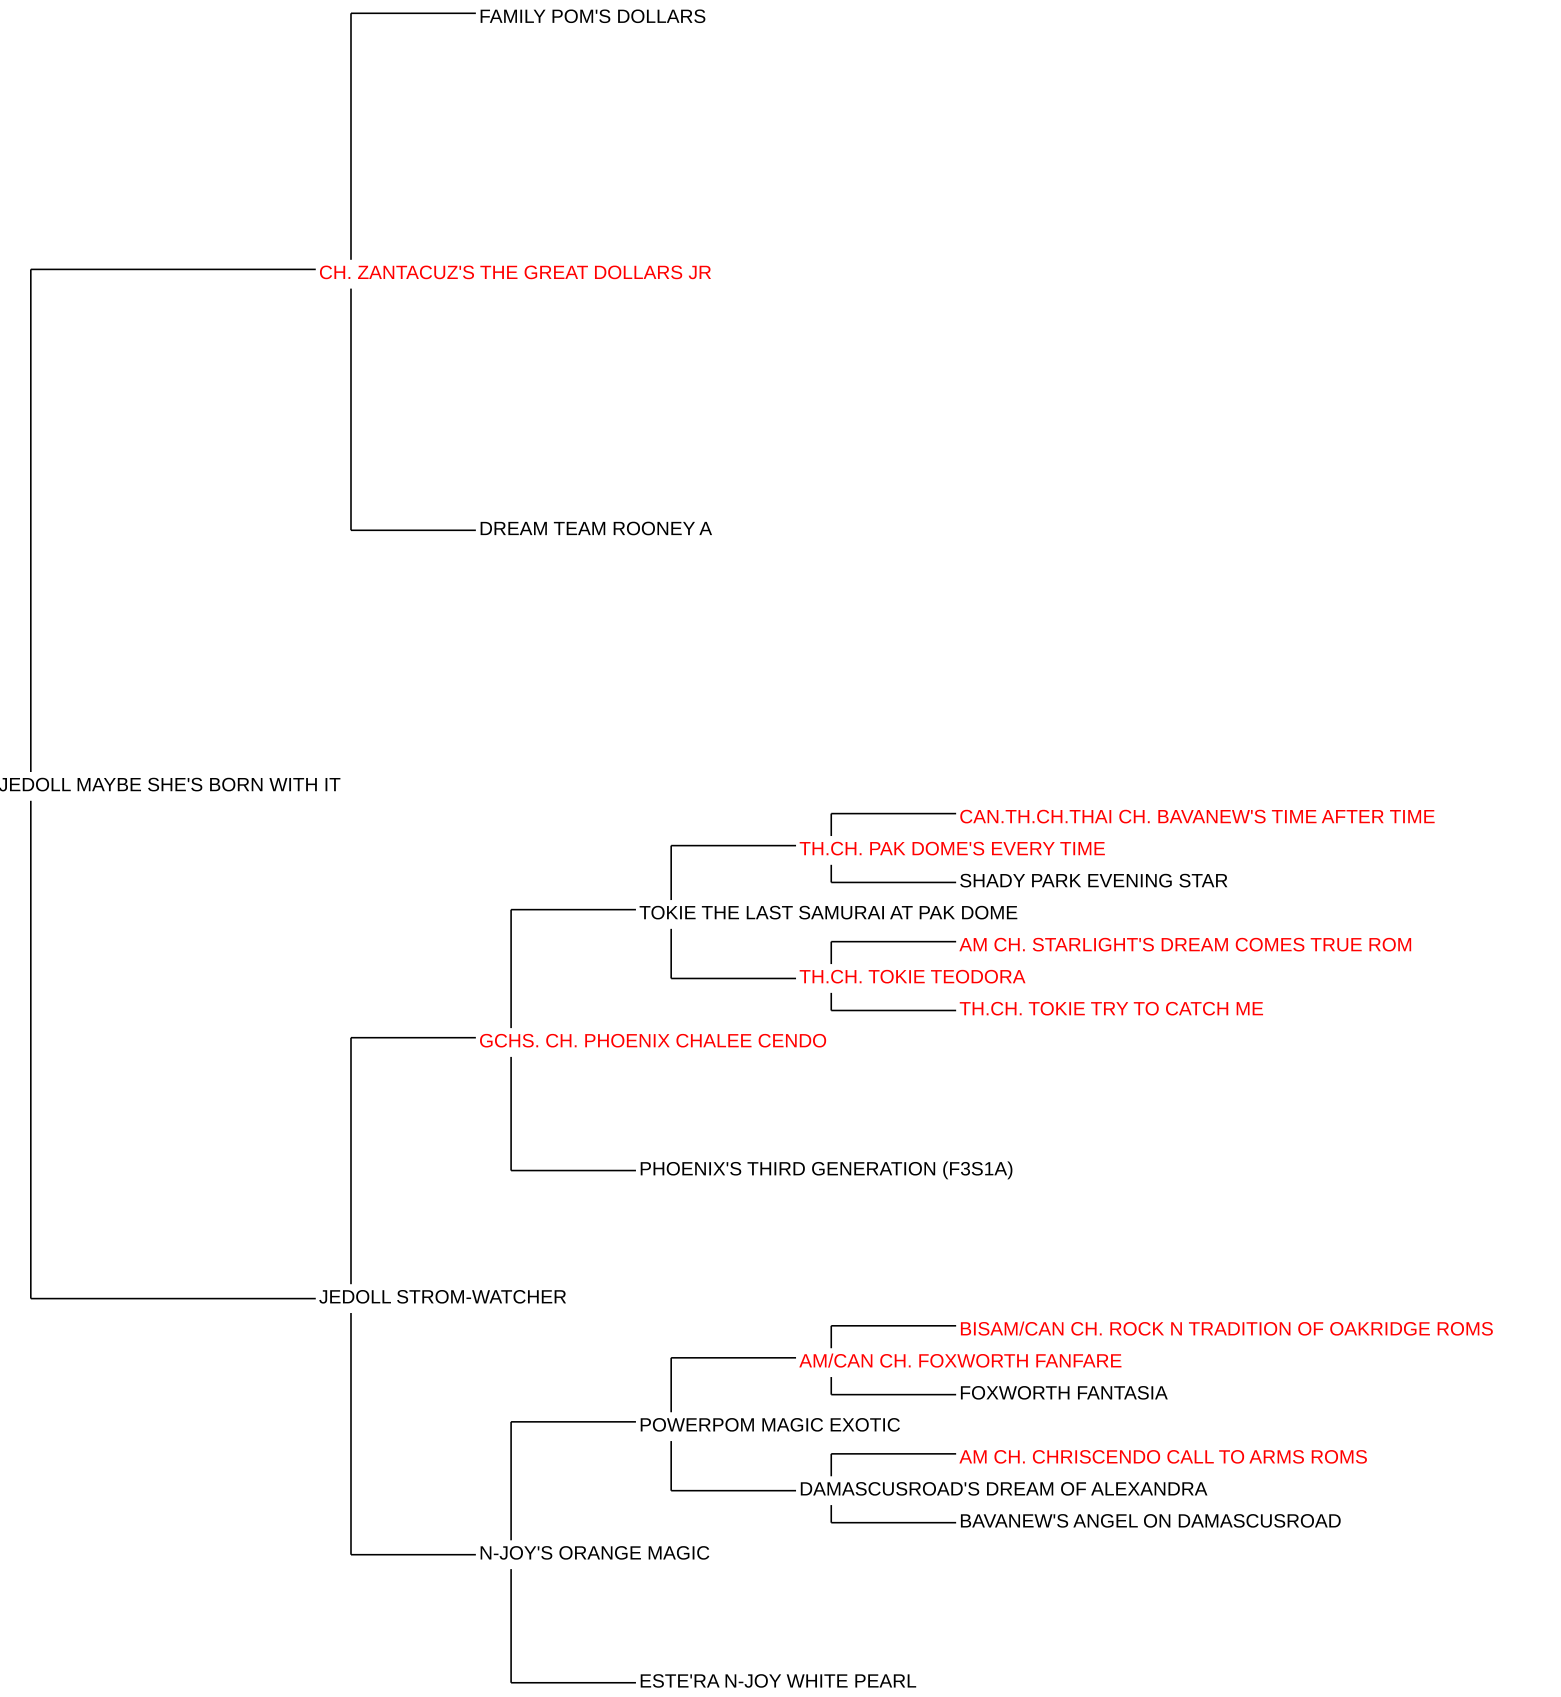 FAMILY POM'S DOLLARS
CH. ZANTACUZ'S THE GREAT DOLLARS JR
DREAM TEAM ROONEY A
JEDOLL MAYBE SHE'S BORN WITH IT
CAN.TH.CH.THAI CH. BAVANEW'S TIME AFTER TIME
TH.CH. PAK DOME'S EVERY TIME
SHADY PARK EVENING STAR
TOKIE THE LAST SAMURAI AT PAK DOME
AM CH. STARLIGHT'S DREAM COMES TRUE ROM
TH.CH. TOKIE TEODORA
TH.CH. TOKIE TRY TO CATCH ME
GCHS. CH. PHOENIX CHALEE CENDO
PHOENIX'S THIRD GENERATION (F3S1A)
JEDOLL STROM-WATCHER
BISAM/CAN CH. ROCK N TRADITION OF OAKRIDGE ROMS
AM/CAN CH. FOXWORTH FANFARE
FOXWORTH FANTASIA
POWERPOM MAGIC EXOTIC
AM CH. CHRISCENDO CALL TO ARMS ROMS
DAMASCUSROAD'S DREAM OF ALEXANDRA
BAVANEW'S ANGEL ON DAMASCUSROAD
N-JOY'S ORANGE MAGIC
ESTE'RA N-JOY WHITE PEARL